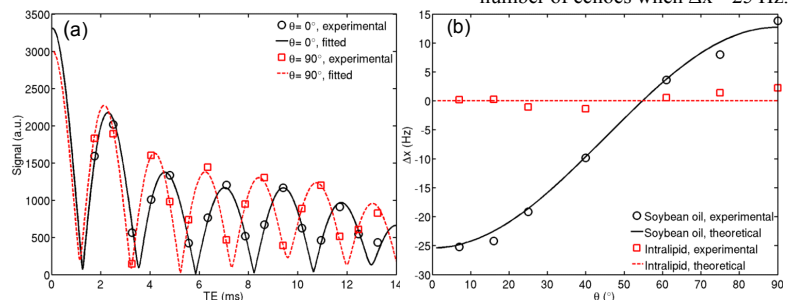 number of echoes when Δx= 25 Hz.
(a)
3500
3000
2500
2000
1500
1000
500
0
Signal (a.u.)
0 2 4 6 8 10 12 14
TE (ms)
θ= 0°, experimental
θ= 0°, fitted
θ= 90°, experimental
θ= 90°, fitted
(b)
15
10
5
0
-5
-10
-15
-20
-25
-30
Δx (Hz)
0 10 20 30 40 50 60 70 80 90
θ (°)
Soybean oil, experimental
Soybean oil, theoretical
Intralipid, experimental
Intralipid, theoretical